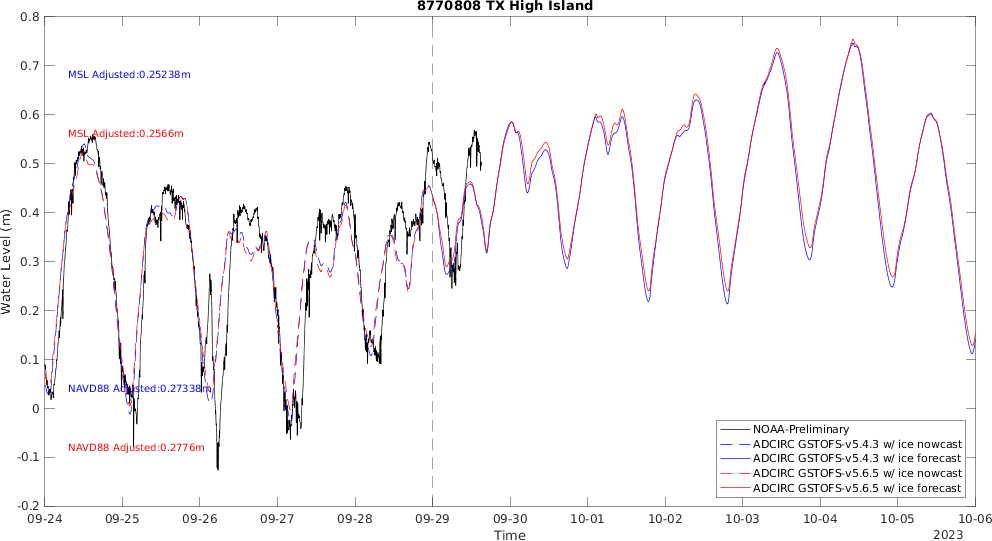 8770808 TX High Island
0.8
0.7
0.6
0.5
0.4
0.3
0.2
0.1
0
-0.1
-0.2
Water Level (m)
MSL Adjusted:0.25238m
MSL Adjusted:0.2566m
NAVD88 Adjusted:0.27338m
NAVD88 Adjusted:0.2776m
NOAA-Preliminary
ADCIRC GSTOFS-v5.4.3 w/ ice nowcast
ADCIRC GSTOFS-v5.4.3 w/ ice forecast
ADCIRC GSTOFS-v5.6.5 w/ ice nowcast
ADCIRC GSTOFS-v5.6.5 w/ ice forecast
09-24 09-25 09-26 09-27 09-28 09-29 09-30 10-01 10-02 10-03 10-04 10-05 10-06
Time
2023